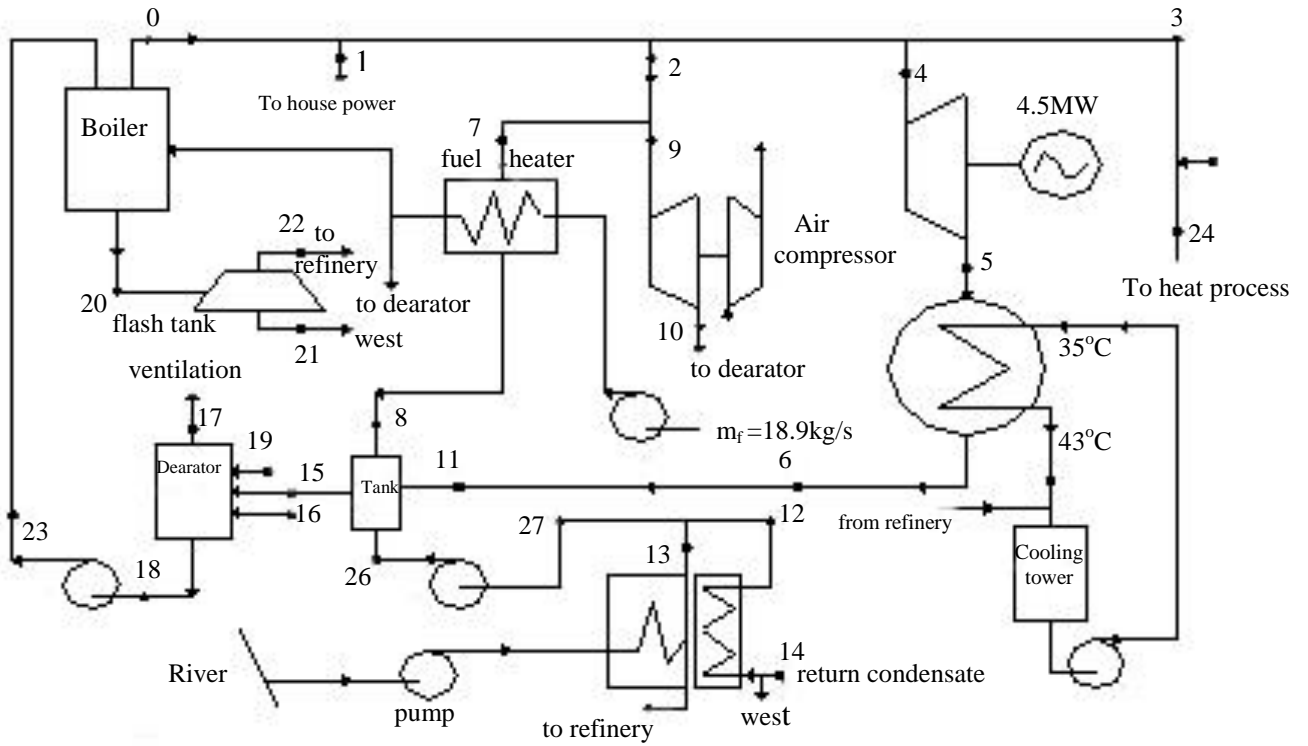 0
3
1
2
4
To house power
4.5MW
Boiler
7
9
fuel heater
Air
compressor
24
22
to
refinery
5
To heat process
20
flash tank
to dearator
10
west
21
35°C
ventilation
to dearator
17
8
mf=18.9kg/s
43°C
19
Dearator
15
11
6
Tank
16
27
12
from refinery
23
13
Cooling
tower
18
26
River
14
return condensate
pump
west
to refinery